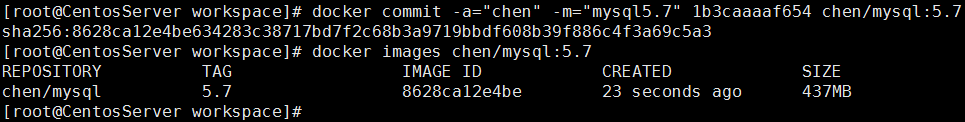 [root@CentosServer workspace]# docker commit -a="chen" -m="mysql5.7" 1b3caaaaf654 chen/mysql:5.7
sha256:8628ca12e4be634283c38717bd7f2c68b3a9719bbdf608b39f886c4f3a69c5a3
[root@CentosServer workspace]# docker images chen/mysql:5.7
REPOSITORY TAG IMAGE ID CREATED SIZE
chen/mysql 5.7 8628ca12e4be 23 seconds ago 437MB
[root@CentosServer workspace]#